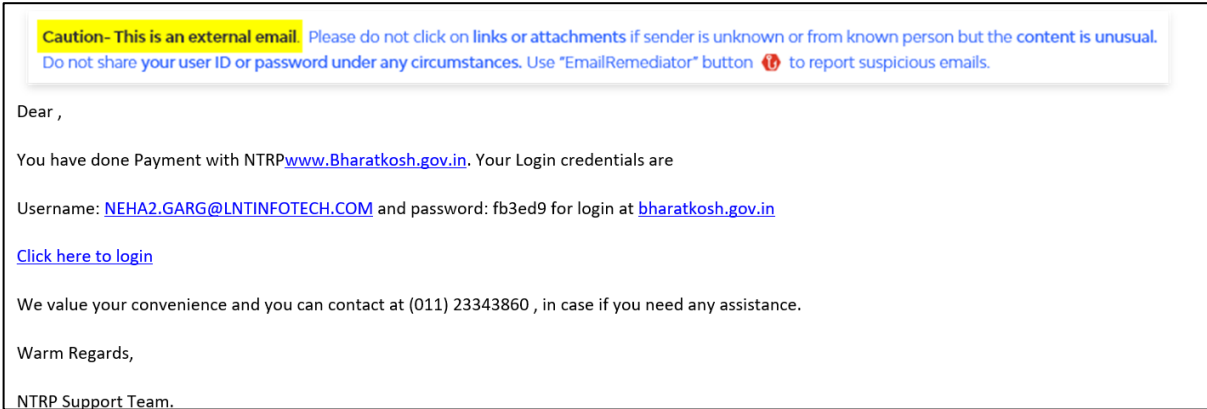 Caution- This is an external email. Please do not click on links or attachments if sender is unknown or from known person but the content is unusual.
Do not share your user ID or password under any circumstances. Use "EmailRemediator" button to report suspicious emails.
Dear ,
You have done Payment with NTRPwww.Bharatkosh.gov.in. Your Login credentials are
Username: NEHA2.GARG@LNTINFOTECH.COM and password: fb3ed9 for login at bharatkosh.gov.in
Click here to login
We value your convenience and you can contact at (011) 23343860 , in case if you need any assistance.
Warm Regards,
NTRP Support Team.